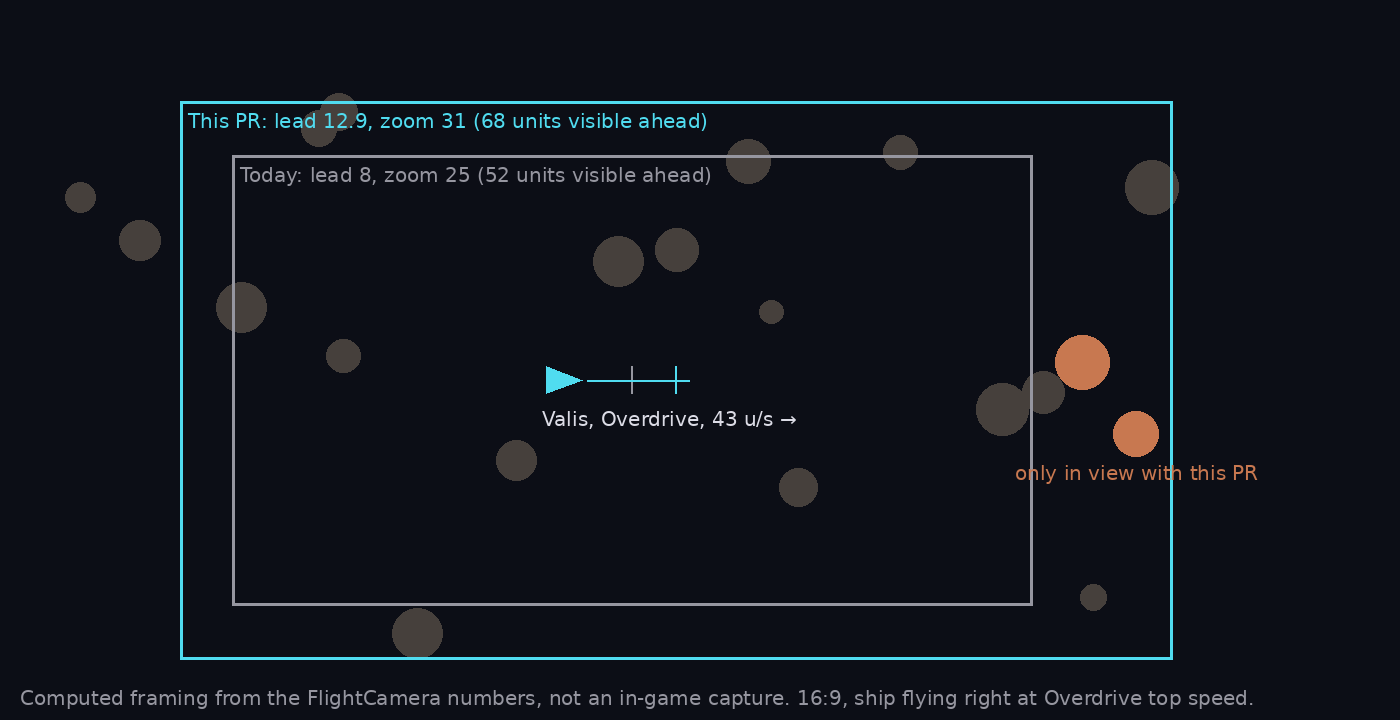 This PR: lead 12.9, zoom 31 (68 units visible ahead)
Today: lead 8, zoom 25 (52 units visible ahead)
Valis, Overdrive, 43 u/s →
only in view with this PR
Computed framing from the FlightCamera numbers, not an in-game capture. 16:9, ship flying right at Overdrive top speed.